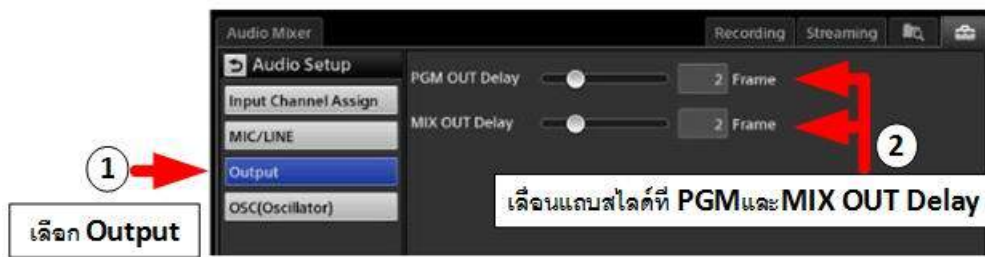 Audio Mixer
Recording
Streaming
Audio Setup
Input Channel Assign
MIC/LINE
Output
OSC(Oscillator)
PGM OUT Delay
2 Frame
MIX OUT Delay
2 Frame
1
เลือก Output
2
เลื่อนแถบสไลด์ที่ PGMและMIX OUT Delay